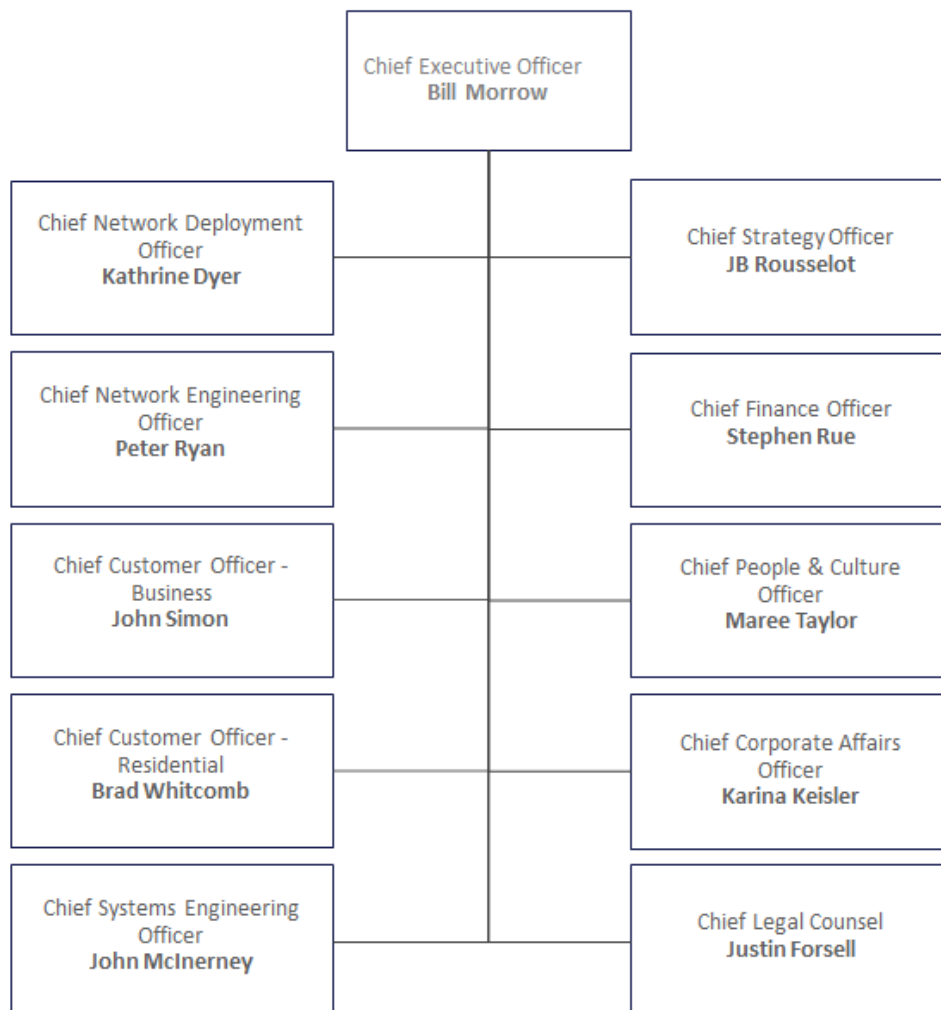 Chief Executive Officer
Bill Morrow
Chief Network Deployment
Officer
Kathrine Dyer
Chief Strategy Officer
JB Rousselot
Chief Network Engineering
Officer
Peter Ryan
Chief Finance Officer
Stephen Rue
Chief Customer Officer -
Business
John Simon
Chief People & Culture
Officer
Maree Taylor
Chief Customer Officer -
Residential
Brad Whitcomb
Chief Corporate Affairs
Officer
Karina Keisler
Chief Systems Engineering
Officer
John McInerney
Chief Legal Counsel
Justin Forsell